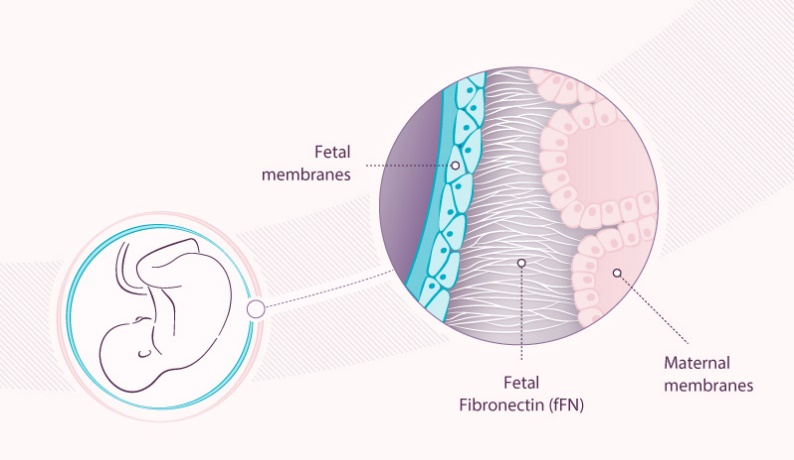 Fetal
membranes
Fetal
Fibronectin (fFN)
Maternal
membranes